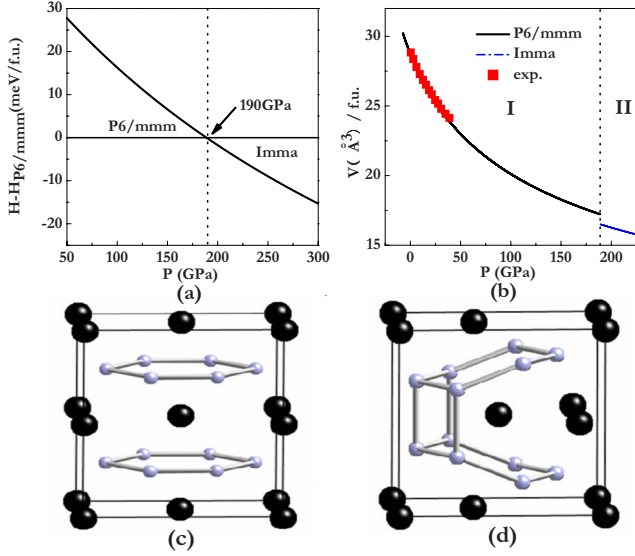 H-H_P6/mmm(meV/f.u.)
30
20
10
0
-10
-20
P6/mmm
190GPa
Imma
50
100
150
200
250
300
P (GPa)
(a)
V( Å3) / f.u.
30
25
20
15
P6/mmm
Imma
exp.
I
II
0
50
100
150
200
P (GPa)
(b)
(c)
(d)